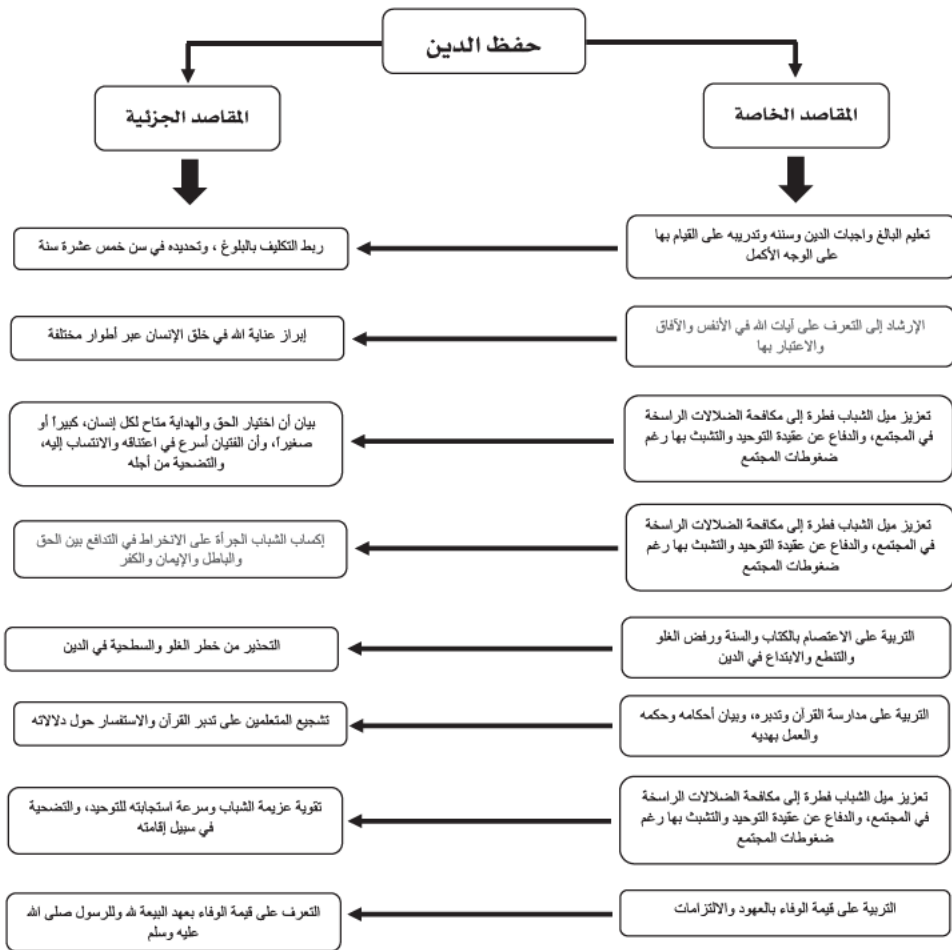 حفظ الدين
المقاصد الخاصة
المقاصد الجزئية
تعليم البالغ واجبات الدين وسننه وتدريبه على القيام بها
على الوجه الأكمل
ربط التكليف بالبلوغ ، وتحديده في سن خمس عشرة سنة
الإرشاد إلى التعرف على آيات الله في الأنفس والآفاق
والاعتبار بها
إبراز عناية الله في خلق الإنسان عبر أطوار مختلفة
تعزيز ميل الشباب فطرة إلى مكافحة الضلالات الراسخة
في المجتمع، والدفاع عن عقيدة التوحيد والتشبث بها رغم
ضغوطات المجتمع
بيان أن اختيار الحق والهداية متاح لكل إنسان، كبيراً أو
صغيراً، وأن الفتيان أسرع في اعتناقه والانتساب إليه،
والتضحية من أجله
تعزيز ميل الشباب فطرة إلى مكافحة الضلالات الراسخة
في المجتمع، والدفاع عن عقيدة التوحيد والتشبث بها رغم
ضغوطات المجتمع
إكساب الشباب الجرأة على الانخراط في التدافع بين الحق
والباطل والإيمان والكفر
التربية على الاعتصام بالكتاب والسنة ورفض الغلو
والتنطع والابتداع في الدين
التحذير من خطر الغلو والسطحية في الدين
التربية على مدارسة القرآن وتدبره، وبيان أحكامه وحكمه
والعمل بهديه
تشجيع المتعلمين على تدبر القرآن والاستفسار حول دلالاته
تعزيز ميل الشباب فطرة إلى مكافحة الضلالات الراسخة
في المجتمع، والدفاع عن عقيدة التوحيد والتشبث بها رغم
ضغوطات المجتمع
تقوية عزيمة الشباب وسرعة استجابته للتوحيد، والتضحية
في سبيل إقامته
التربية على قيمة الوفاء بالعهود والالتزامات
التعرف على قيمة الوفاء بعهد البيعة لله وللرسول صلى الله
عليه وسلم